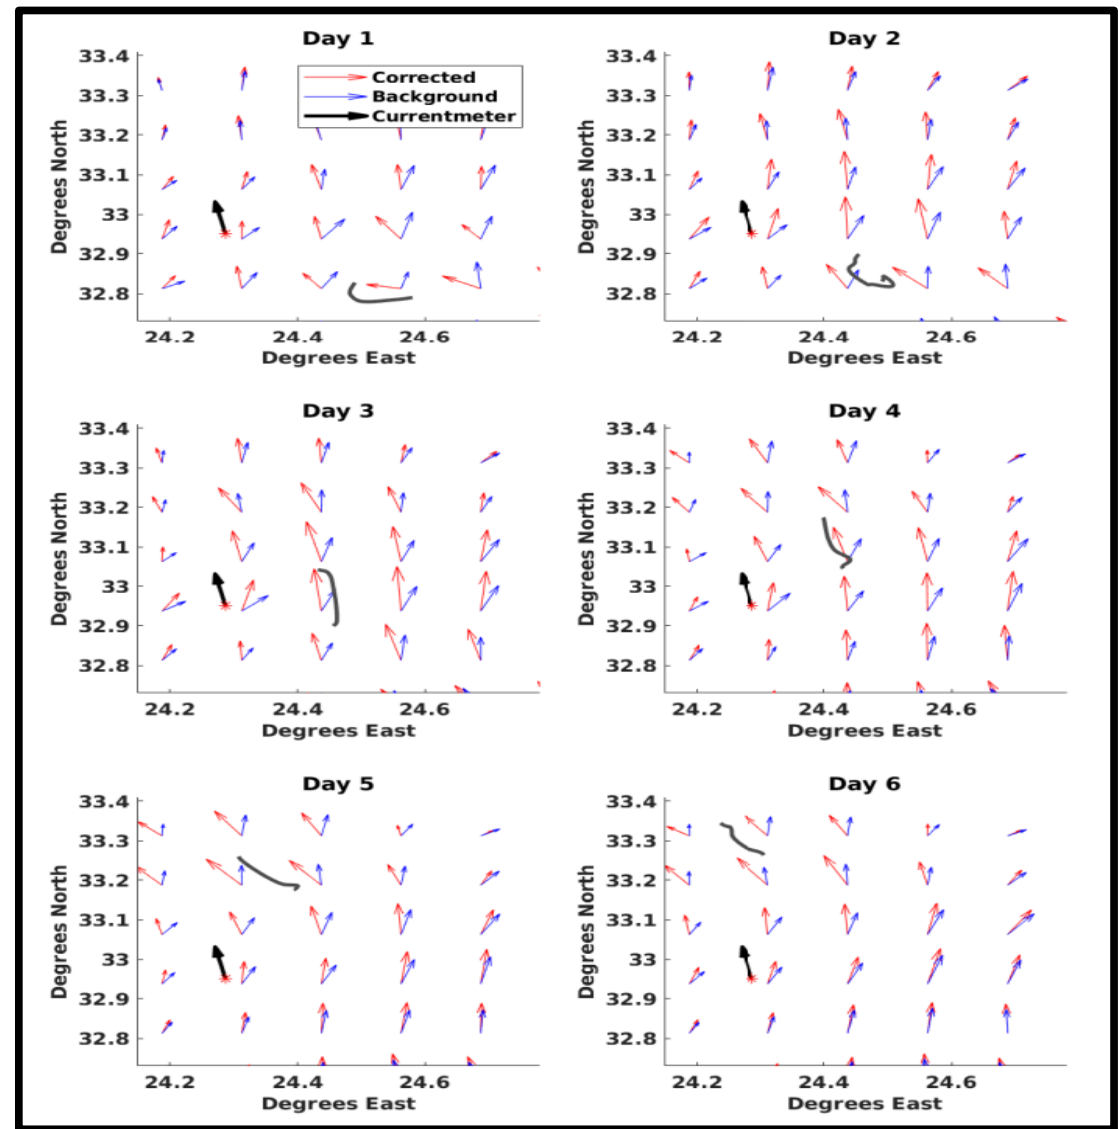 Day 1
Corrected
Background
Currentmeter
33.4
33.3
33.2
33.1
33
32.9
32.8
Degrees North
24.2 24.4 24.6
Degrees East
Day 2
33.4
33.3
33.2
33.1
33
32.9
32.8
Degrees North
24.2 24.4 24.6
Degrees East
Day 3
33.4
33.3
33.2
33.1
33
32.9
32.8
Degrees North
24.2 24.4 24.6
Degrees East
Day 4
33.4
33.3
33.2
33.1
33
32.9
32.8
Degrees North
24.2 24.4 24.6
Degrees East
Day 5
33.4
33.3
33.2
33.1
33
32.9
32.8
Degrees North
24.2 24.4 24.6
Degrees East
Day 6
33.4
33.3
33.2
33.1
33
32.9
32.8
Degrees North
24.2 24.4 24.6
Degrees East